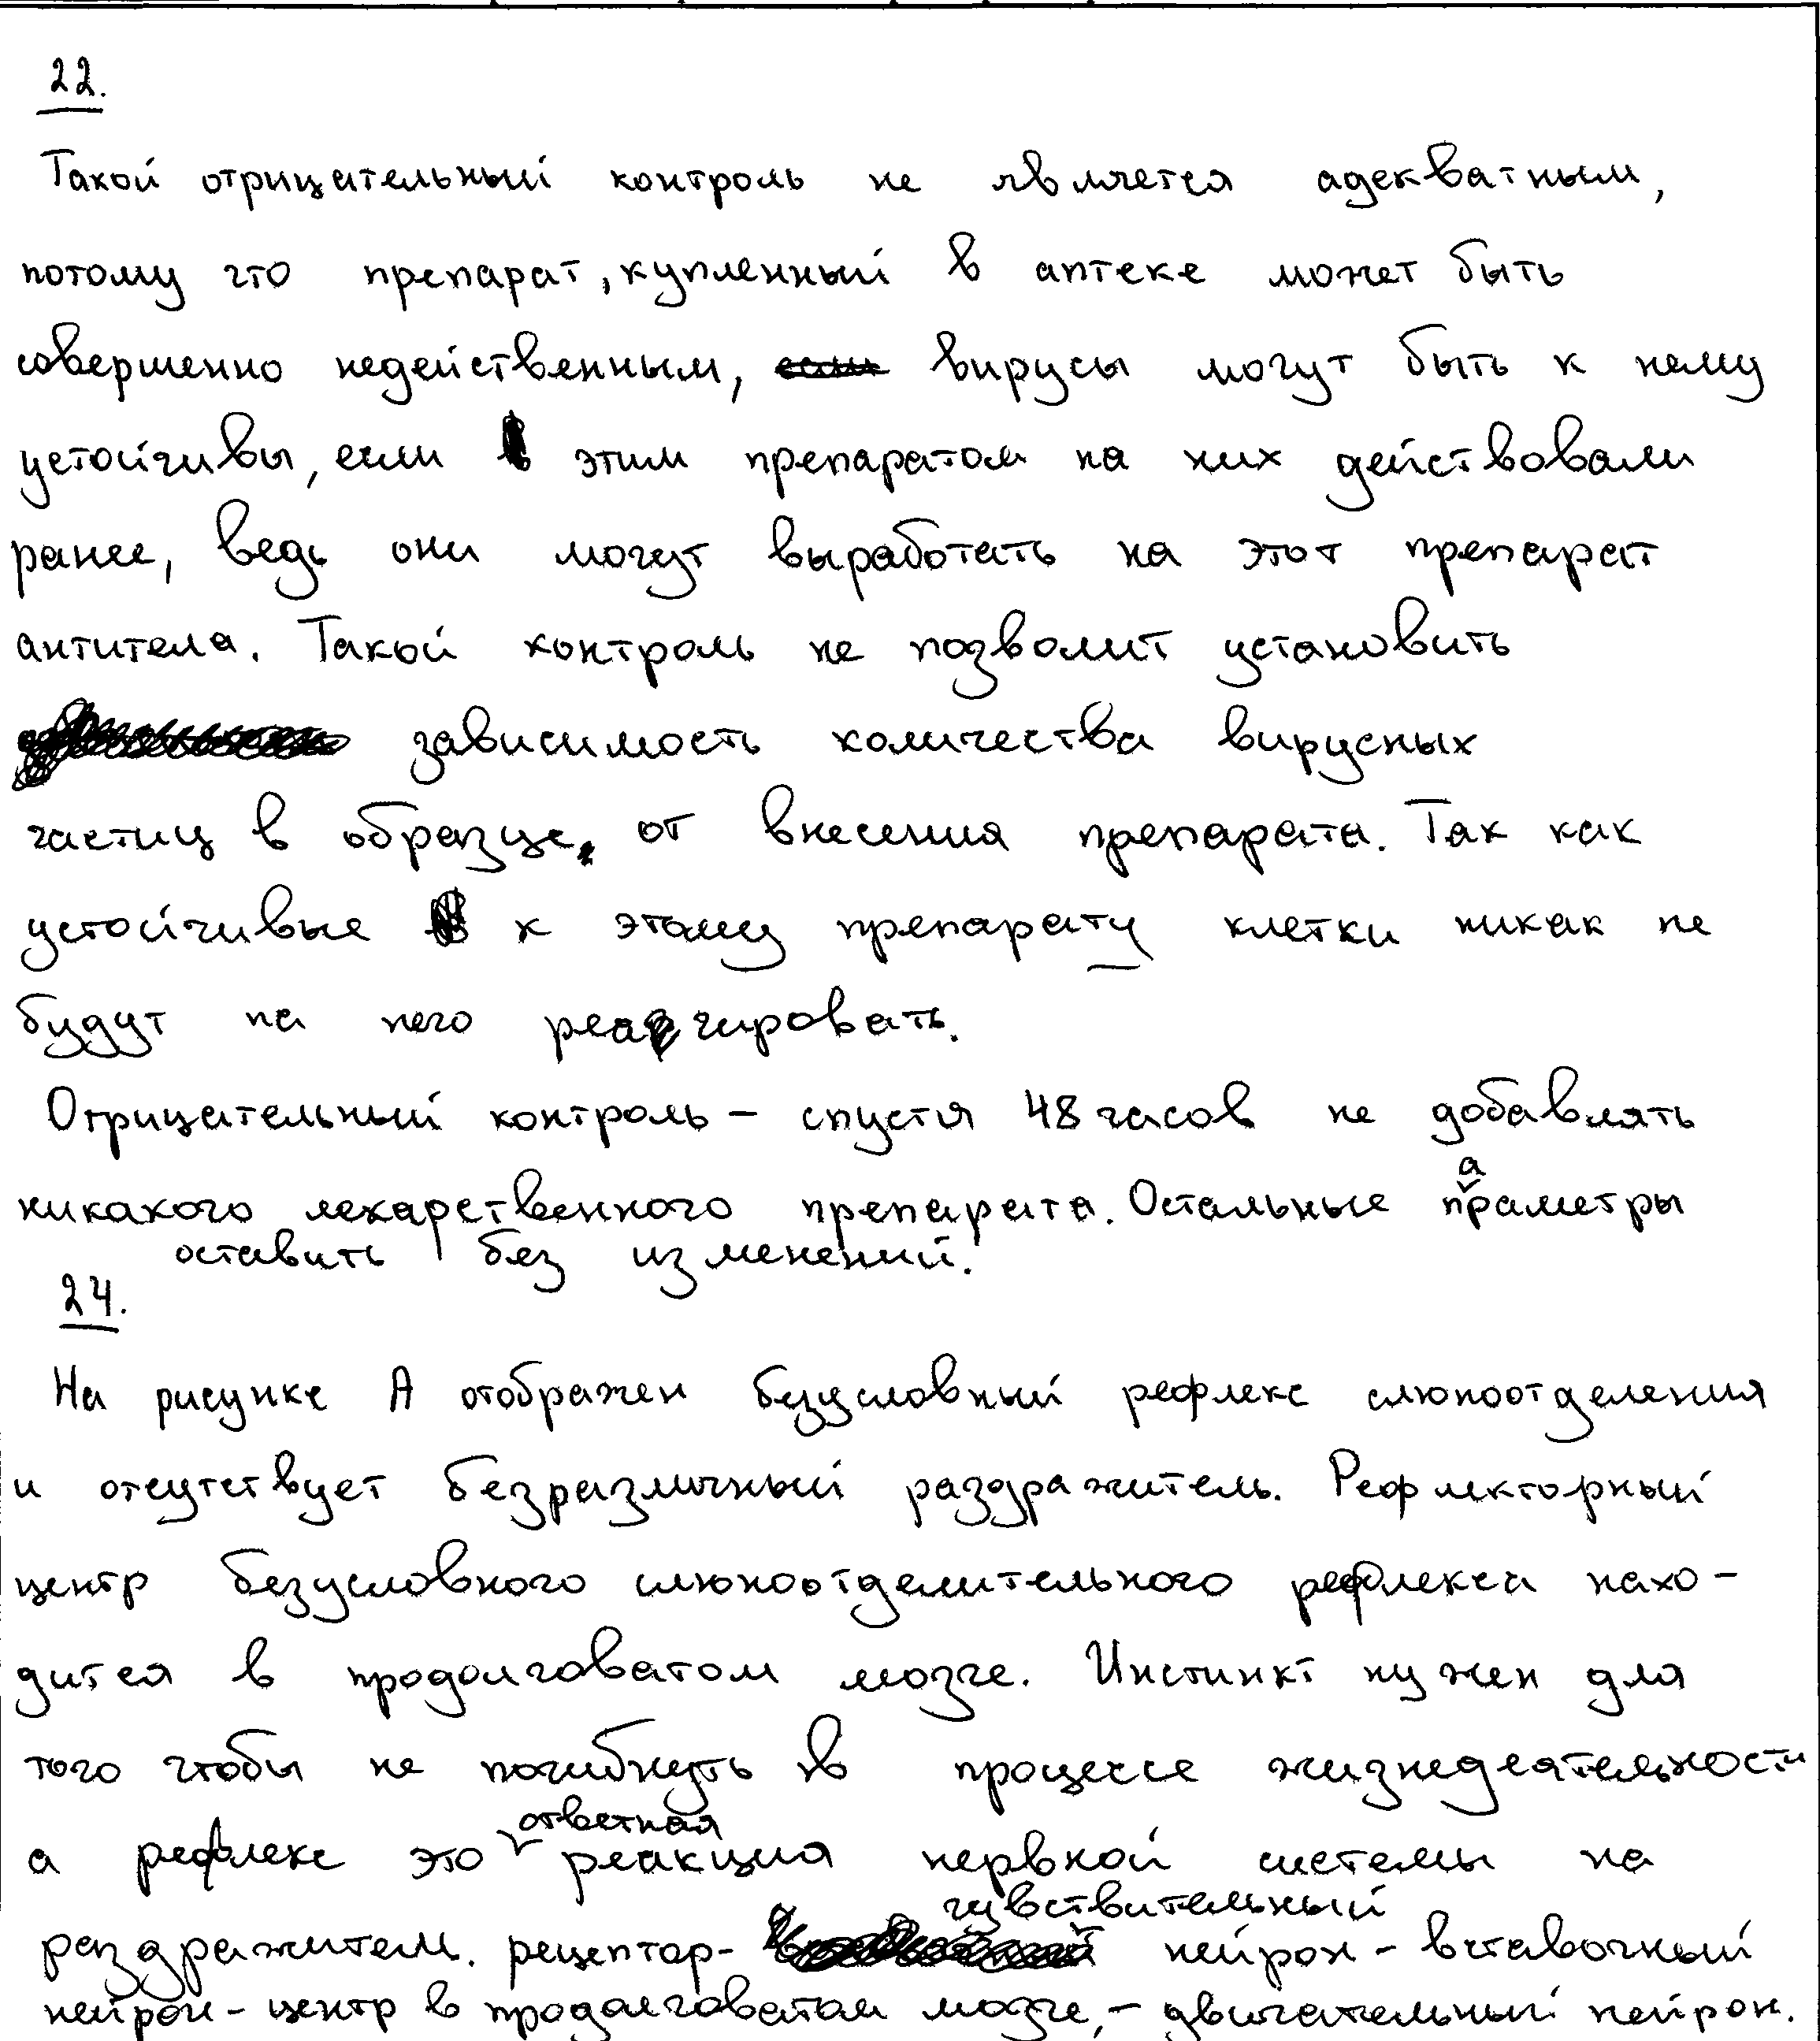 22.
Такой отрицательный контроль не является адекватным,
потому что препарат, купленный в аптеке может быть
совершенно недейственным, вирусы могут быть к нему
устойчивы, если этим препаратом на них действовали
ранее, ведь они могут выработать на этот препарат
антитела. Такой контроль не позволит установить
зависимость количества вирусных
частиц в образце от внесения препарата. Так как
устойчивые к этому препарату клетки никак не
будут на него реагировать.
Отрицательный контроль – спустя 48 часов не добавлять
никакого лекарственного препарата. Остальные параметры
оставить без изменений.
24.
На рисунке А отображен безусловный рефлекс слюноотделения
и отсутствует безразличный раздражитель. Рефлекторный
центр безусловного слюноотделительного рефлекса нахо-
дится в продолговатом мозге. Инстинкт нужен для
того чтобы не погибнуть в процессе жизнедеятельности
а рефлекс это ответная реакция нервной системы на
раздражители. рецептор- чувствительный нейрон - вставочный
нейрон - центр в продолговатом мозге, - двигательный нейрон.